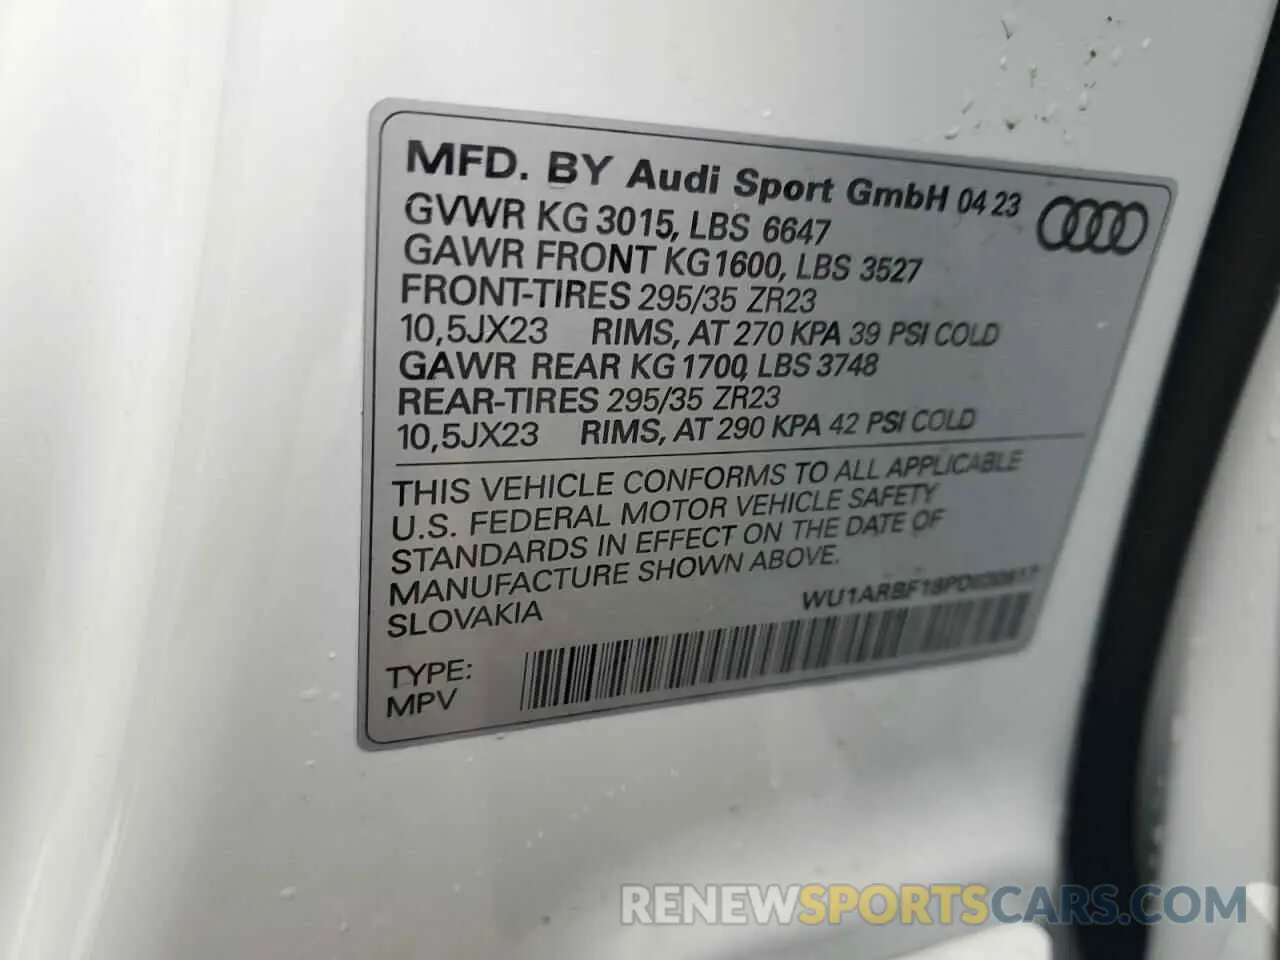 MFD. BY Audi Sport GmbH 04 23
GVWR KG 3015, LBS 6647
GAWR FRONT KG 1600, LBS 3527
FRONT-TIRES 295/35 ZR23
10,5JX23 RIMS, AT 270 KPA 39 PSI COLD
GAWR REAR KG 1700, LBS 3748
REAR-TIRES 295/35 ZR23
10,5JX23 RIMS, AT 290 KPA 42 PSI COLD
THIS VEHICLE CONFORMS TO ALL APPLICABLE
U.S. FEDERAL MOTOR VEHICLE SAFETY
STANDARDS IN EFFECT ON THE DATE OF
MANUFACTURE SHOWN ABOVE.
SLOVAKIA
TYPE:
MPV
RENEWSPORTSCARS.COM